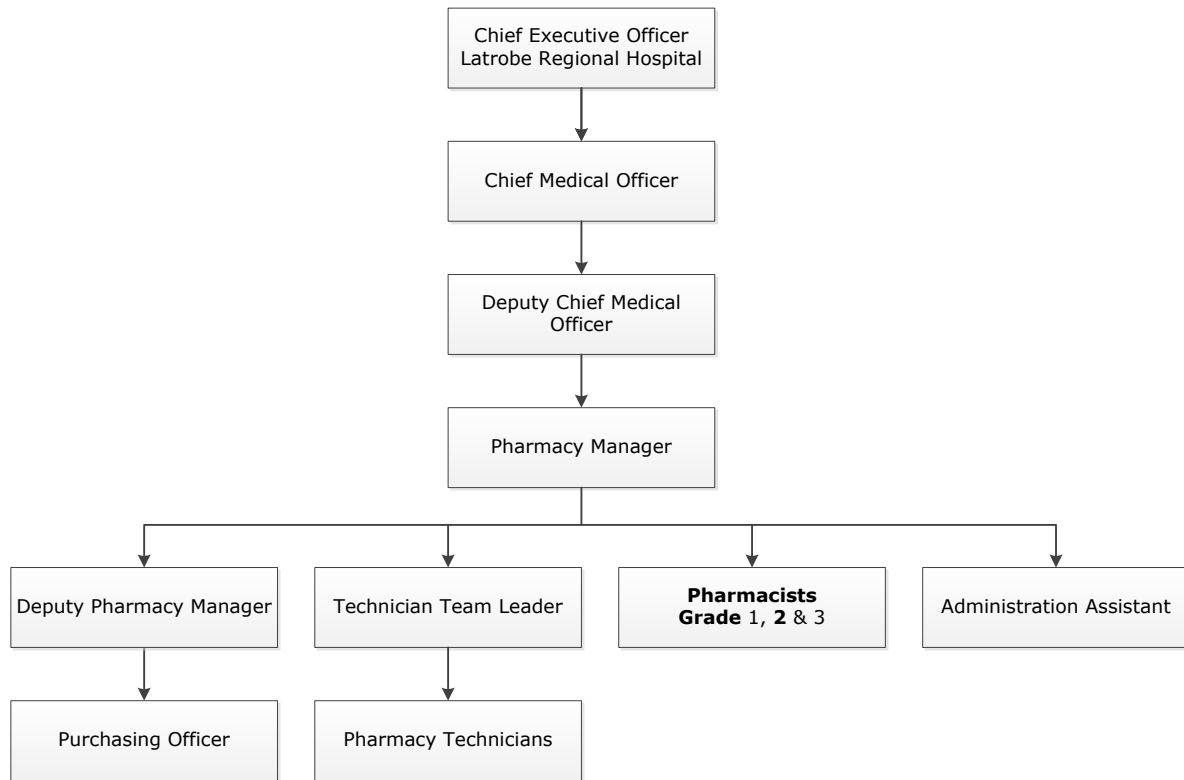 Chief Executive Officer
Latrobe Regional Hospital
Chief Medical Officer
Deputy Chief Medical
Officer
Pharmacy Manager
Deputy Pharmacy Manager
Technician Team Leader
Pharmacists
Grade 1, 2 & 3
Administration Assistant
Purchasing Officer
Pharmacy Technicians